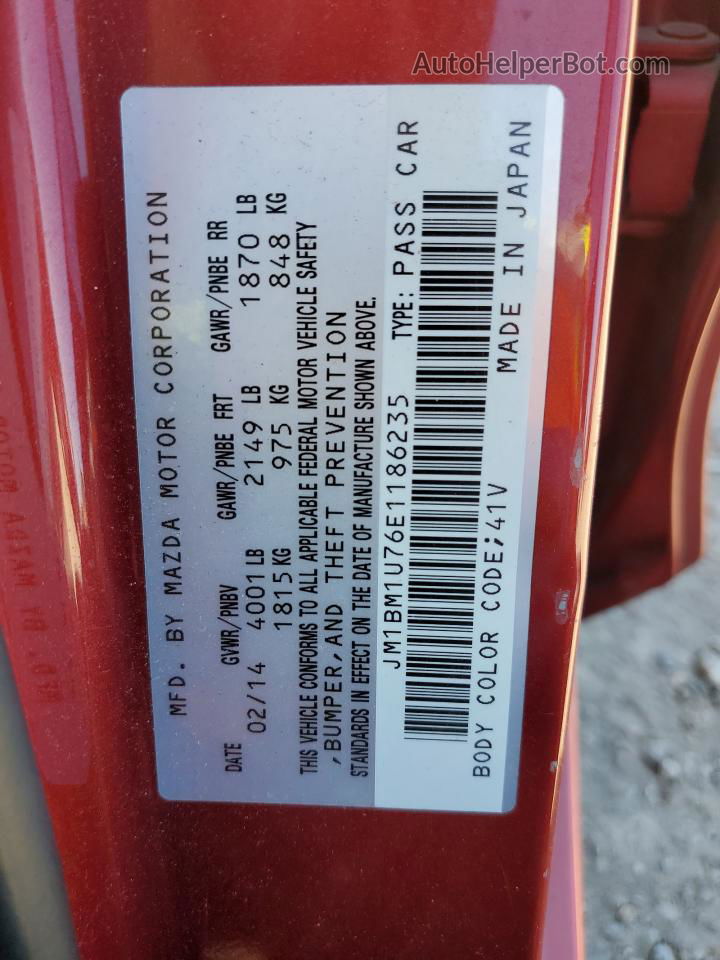 AutoHelperBot.com
MFD. BY MAZDA MOTOR CORPORATION
DATE GVWR/PNBV GAWR/PNBE FRT GAWR/PNBE RR
02/14 4001LB 2149 LB 1870 LB
1815KG 975 KG 848 KG
THIS VEHICLE CONFORMS TO ALL APPLICABLE FEDERAL MOTOR VEHICLE SAFETY
,BUMPER,AND THEFT PREVENTION
STANDARDS IN EFFECT ON THE DATE OF MANUFACTURE SHOWN ABOVE.
JM1BM1U76E1186235 TYPE: PASS CAR
BODY COLOR CODE;41V MADE IN JAPAN